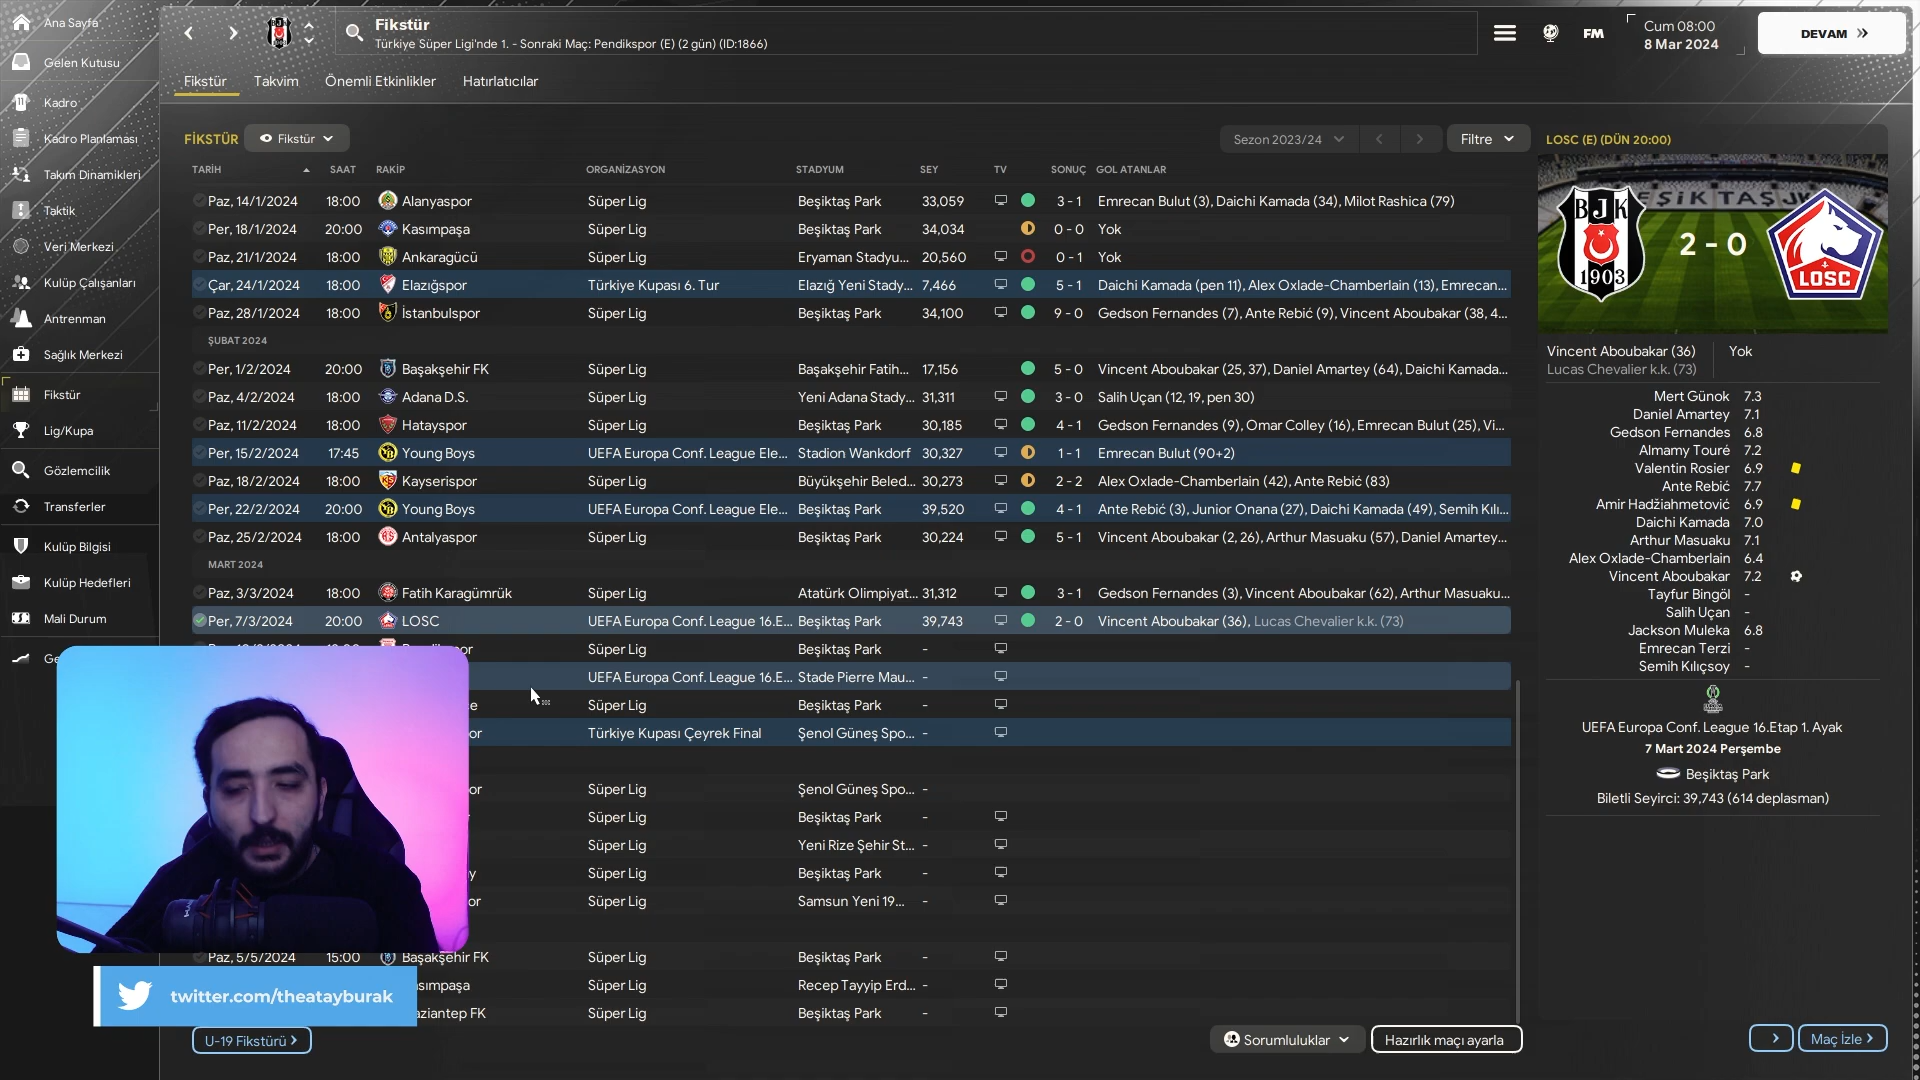 Ana Sayfa
Gelen Kutusu
Kadro
Kadro Planlaması
Takım Dinamikleri
Taktik
Veri Merkezi
Kulüp Çalışanları
Antrenman
Sağlık Merkezi
Fikstür
Lig/Kupa
Gözlemcilik
Transferler
Kulüp Bilgisi
Kulüp Hedefleri
Mali Durum
Fikstür
Türkiye Süper Ligi'nde 1. - Sonraki Maç: Pendikspor (E) (2 gün) (ID:1866)
FM
Cum 08:00
8 Mar 2024
DEVAM
Fikstür Takvim Önemli Etkinlikler Hatırlatıcılar
FİKSTÜR Fikstür Sezon 2023/24 Filtre
TARİH SAAT RAKİP ORGANİZASYON STADYUM SEY TV SONUÇ GOL ATANLAR
Paz, 14/1/2024 18:00 Alanyaspor Süper Lig Beşiktaş Park 33,059 3 - 1 Emrecan Bulut (3), Daichi Kamada (34), Milot Rashica (79)
Per, 18/1/2024 20:00 Kasımpaşa Süper Lig Beşiktaş Park 34,034 0 - 0 Yok
Paz, 21/1/2024 18:00 Ankaragücü Süper Lig Eryaman Stadyu... 20,560 0 - 1 Yok
Çar, 24/1/2024 18:00 Elazığspor Türkiye Kupası 6. Tur Elazığ Yeni Stady... 7,466 5 - 1 Daichi Kamada (pen 11), Alex Oxlade-Chamberlain (13), Emrecan...
Paz, 28/1/2024 18:00 İstanbulspor Süper Lig Beşiktaş Park 34,100 9 - 0 Gedson Fernandes (7), Ante Rebić (9), Vincent Aboubakar (38, 4...
ŞUBAT 2024
Per, 1/2/2024 20:00 Başakşehir FK Süper Lig Başakşehir Fatih... 17,156 5 - 0 Vincent Aboubakar (25, 37), Daniel Amartey (64), Daichi Kamada...
Paz, 4/2/2024 18:00 Adana D.S. Süper Lig Yeni Adana Stady... 31,311 3 - 0 Salih Uçan (12, 19, pen 30)
Paz, 11/2/2024 18:00 Hatayspor Süper Lig Beşiktaş Park 30,185 4 - 1 Gedson Fernandes (9), Omar Colley (16), Emrecan Bulut (25), Vi...
Per, 15/2/2024 17:45 Young Boys UEFA Europa Conf. League Ele... Stadion Wankdorf 30,327 1 - 1 Emrecan Bulut (90+2)
Paz, 18/2/2024 18:00 Kayserispor Süper Lig Büyükşehir Beled... 30,273 2 - 2 Alex Oxlade-Chamberlain (42), Ante Rebić (83)
Per, 22/2/2024 20:00 Young Boys UEFA Europa Conf. League Ele... Beşiktaş Park 39,520 4 - 1 Ante Rebić (3), Junior Onana (27), Daichi Kamada (49), Semih Kılı...
Paz, 25/2/2024 18:00 Antalyaspor Süper Lig Beşiktaş Park 30,224 5 - 1 Vincent Aboubakar (2, 26), Arthur Masuaku (57), Daniel Amartey...
MART 2024
Paz, 3/3/2024 18:00 Fatih Karagümrük Süper Lig Atatürk Olimpiyat... 31,312 3 - 1 Gedson Fernandes (3), Vincent Aboubakar (62), Arthur Masuaku...
Per, 7/3/2024 20:00 LOSC UEFA Europa Conf. League 16.E... Beşiktaş Park 39,743 2 - 0 Vincent Aboubakar (36), Lucas Chevalier k.k. (73)
Süper Lig Beşiktaş Park -
UEFA Europa Conf. League 16.E... Stade Pierre Mau... -
Süper Lig Beşiktaş Park -
Türkiye Kupası Çeyrek Final Şenol Güneş Spo... -
Süper Lig Şenol Güneş Spo... -
Süper Lig Beşiktaş Park -
Süper Lig Yeni Rize Şehir St... -
Süper Lig Beşiktaş Park -
Süper Lig Samsun Yeni 19... -
Paz, 5/5/2024 15:00 Başakşehir FK Süper Lig Beşiktaş Park -
Süper Lig Recep Tayyip Erd... -
FK Süper Lig Beşiktaş Park -
twitter.com/theatayburak
U-19 Fikstürü
Sorumluluklar
Hazırlık maçı ayarla
LOSC (E) (DÜN 20:00)
BJK
1903
2 - 0
LOSC
Vincent Aboubakar (36) Yok
Lucas Chevalier k.k. (73)
Mert Günok 7.3
Daniel Amartey 7.1
Gedson Fernandes 6.8
Almamy Touré 7.2
Valentin Rosier 6.9
Ante Rebić 7.7
Amir Hadžiahmetović 6.9
Daichi Kamada 7.0
Arthur Masuaku 7.1
Alex Oxlade-Chamberlain 6.4
Vincent Aboubakar 7.2
Tayfur Bingöl -
Salih Uçan -
Jackson Muleka 6.8
Emrecan Terzi -
Semih Kılıçsoy -
UEFA Europa Conf. League 16.Etap 1. Ayak
7 Mart 2024 Perşembe
Beşiktaş Park
Biletli Seyirci: 39,743 (614 deplasman)
Maç İzle